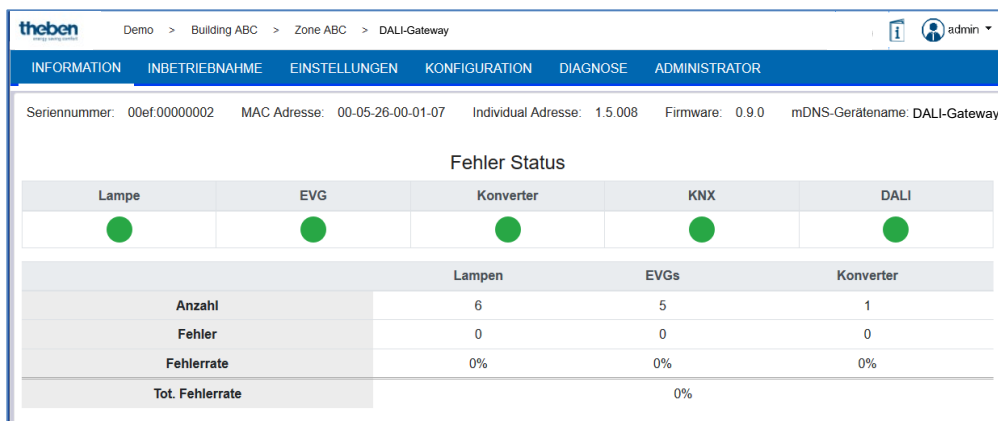 theben
energy saving comfort
Demo > Building ABC > Zone ABC > DALI-Gateway
admin
INFORMATION INBETRIEBNAHME EINSTELLUNGEN KONFIGURATION DIAGNOSE ADMINISTRATOR
Seriennummer: 00ef:00000002 MAC Adresse: 00-05-26-00-01-07 Individual Adresse: 1.5.008 Firmware: 0.9.0 mDNS-Gerätename: DALI-Gateway
Fehler Status
Lampe EVG Konverter KNX DALI
Lampen EVGs Konverter
Anzahl 6 5 1
Fehler 0 0 0
Fehlerrate 0% 0% 0%
Tot. Fehlerrate 0%